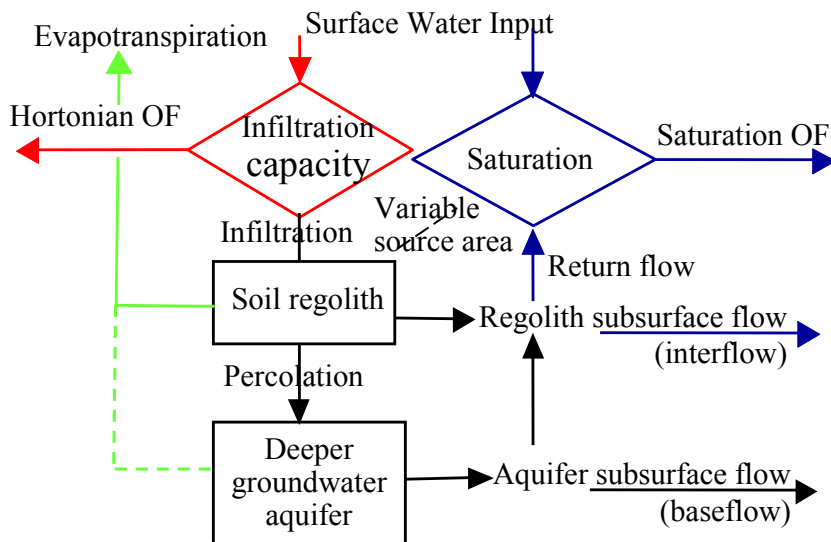 Evapotranspiration
Surface Water Input
Hortonian OF
Infiltration
capacity
Saturation
Saturation OF
Infiltration
Variable
source area
Return flow
Soil regolith
Regolith subsurface flow
(interflow)
Percolation
Deeper
groundwater
aquifer
Aquifer subsurface flow
(baseflow)